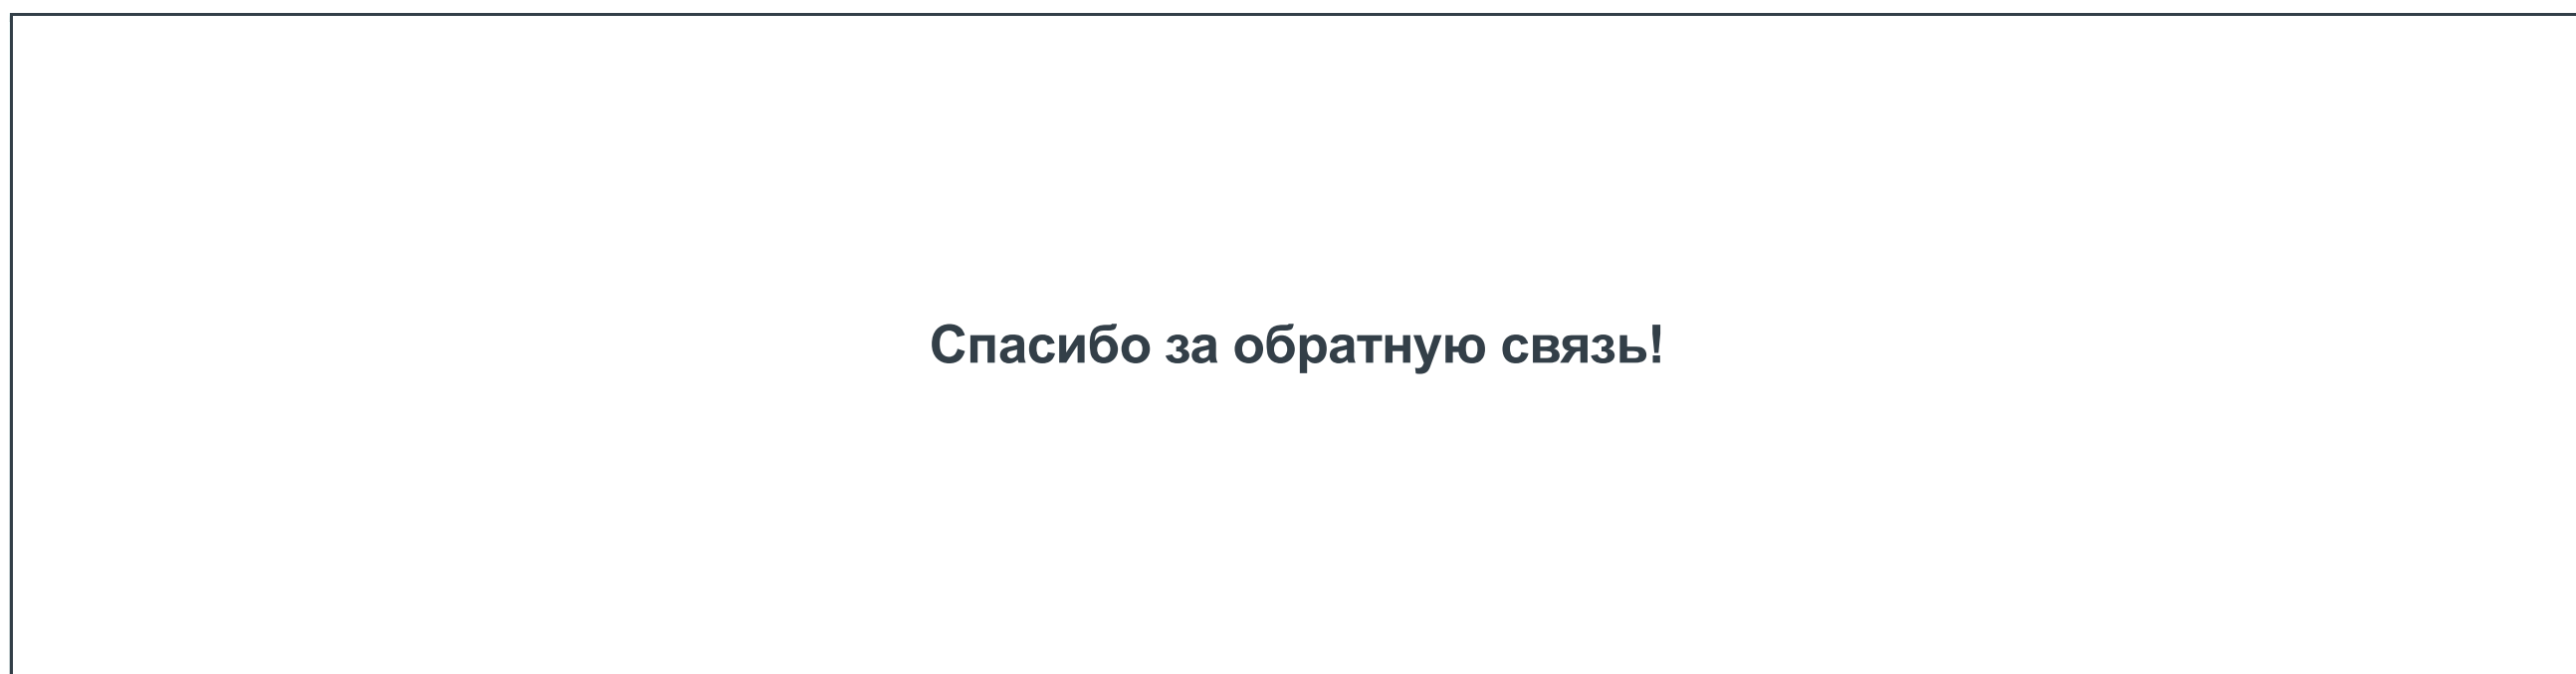 Спасибо за обратную связь!